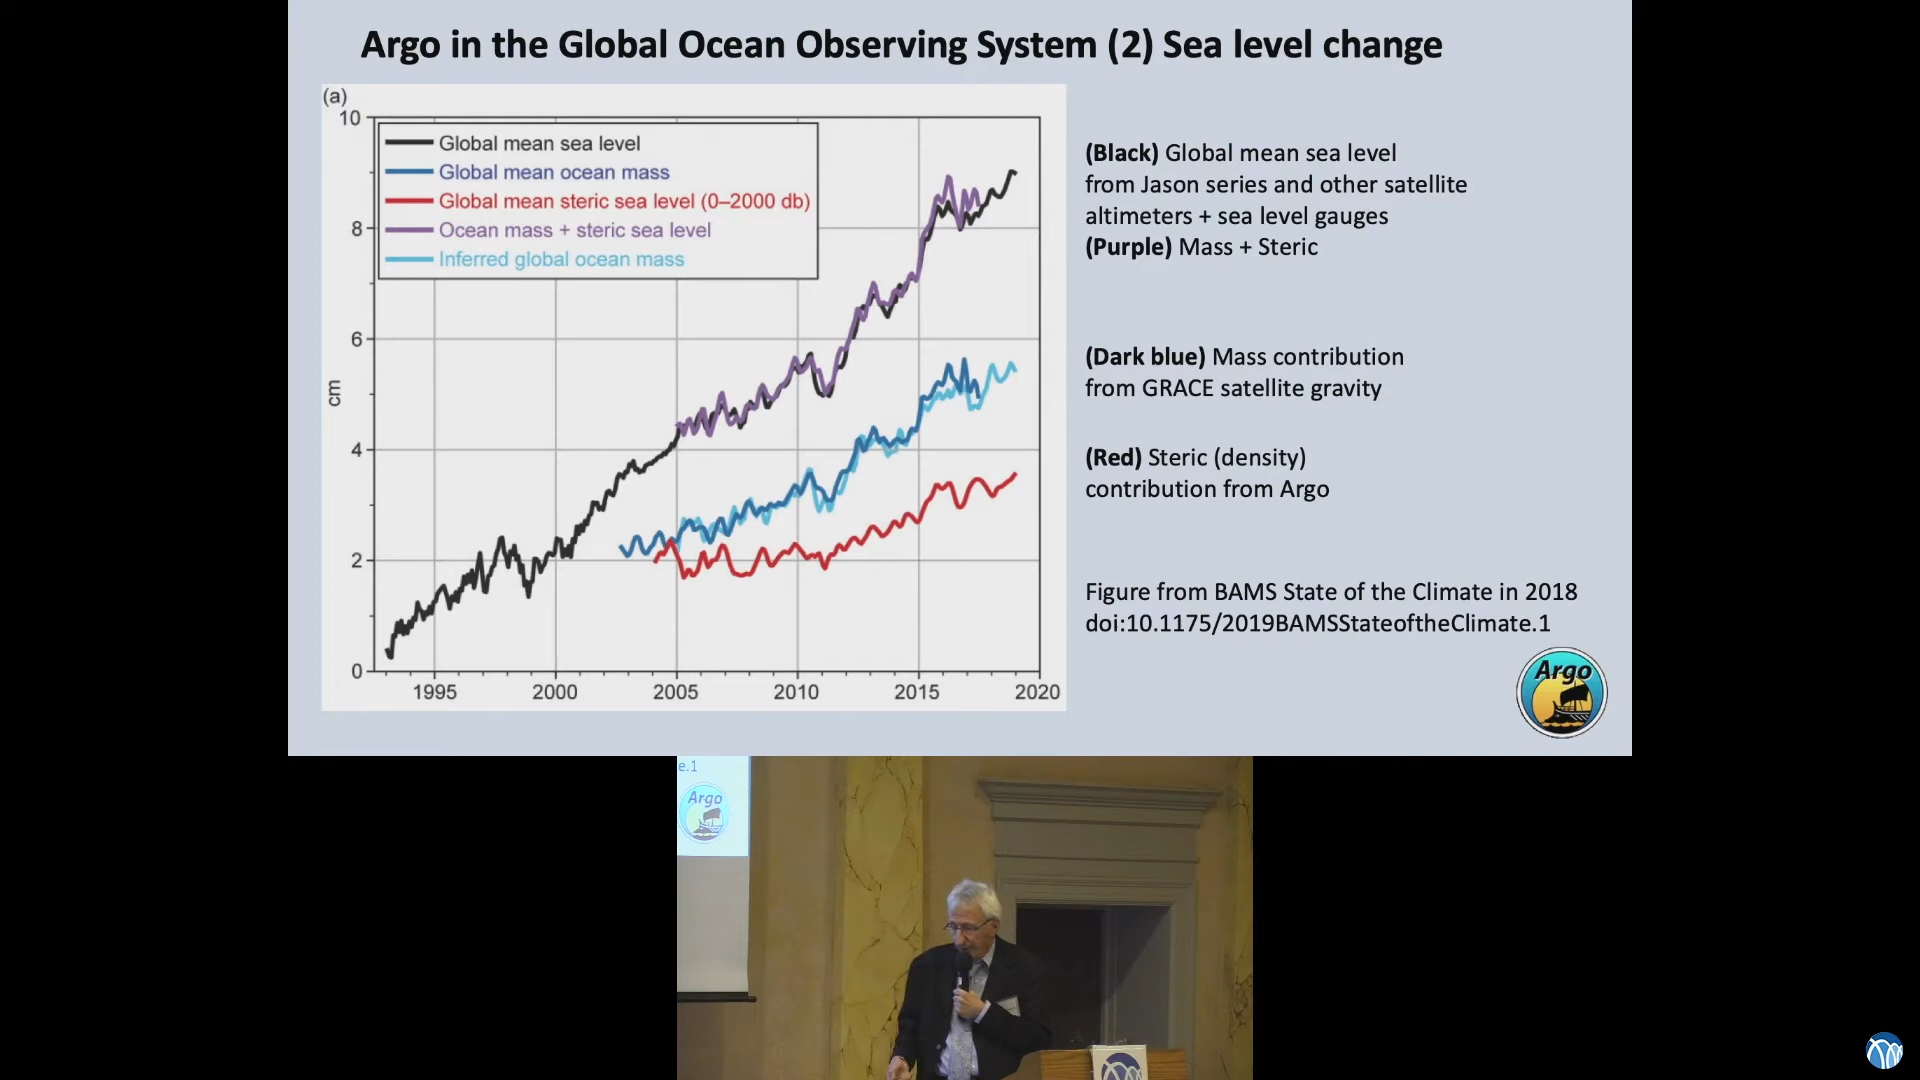 Argo in the Global Ocean Observing System (2) Sea level change
(a)
10
8
6
4
2
0
cm
Global mean sea level
Global mean ocean mass
Global mean steric sea level (0–2000 db)
Ocean mass + steric sea level
Inferred global ocean mass
1995
2000
2005
2010
2015
2020
(Black) Global mean sea level
from Jason series and other satellite
altimeters + sea level gauges
(Purple) Mass + Steric
(Dark blue) Mass contribution
from GRACE satellite gravity
(Red) Steric (density)
contribution from Argo
Figure from BAMS State of the Climate in 2018
doi:10.1175/2019BAMSStateoftheClimate.1
Argo
e.1
Argo